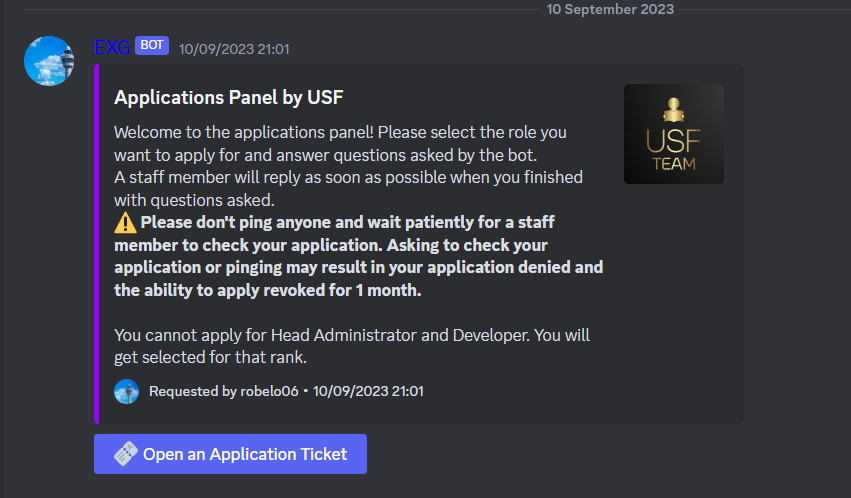 10 September 2023
EXG BOT 10/09/2023 21:01
Applications Panel by USF
Welcome to the applications panel! Please select the role you
want to apply for and answer questions asked by the bot.
A staff member will reply as soon as possible when you finished
with questions asked.
⚠️ Please don't ping anyone and wait patiently for a staff
member to check your application. Asking to check your
application or pinging may result in your application denied and
the ability to apply revoked for 1 month.
You cannot apply for Head Administrator and Developer. You will
get selected for that rank.
Requested by robelo06 • 10/09/2023 21:01
USF
TEAM
Open an Application Ticket